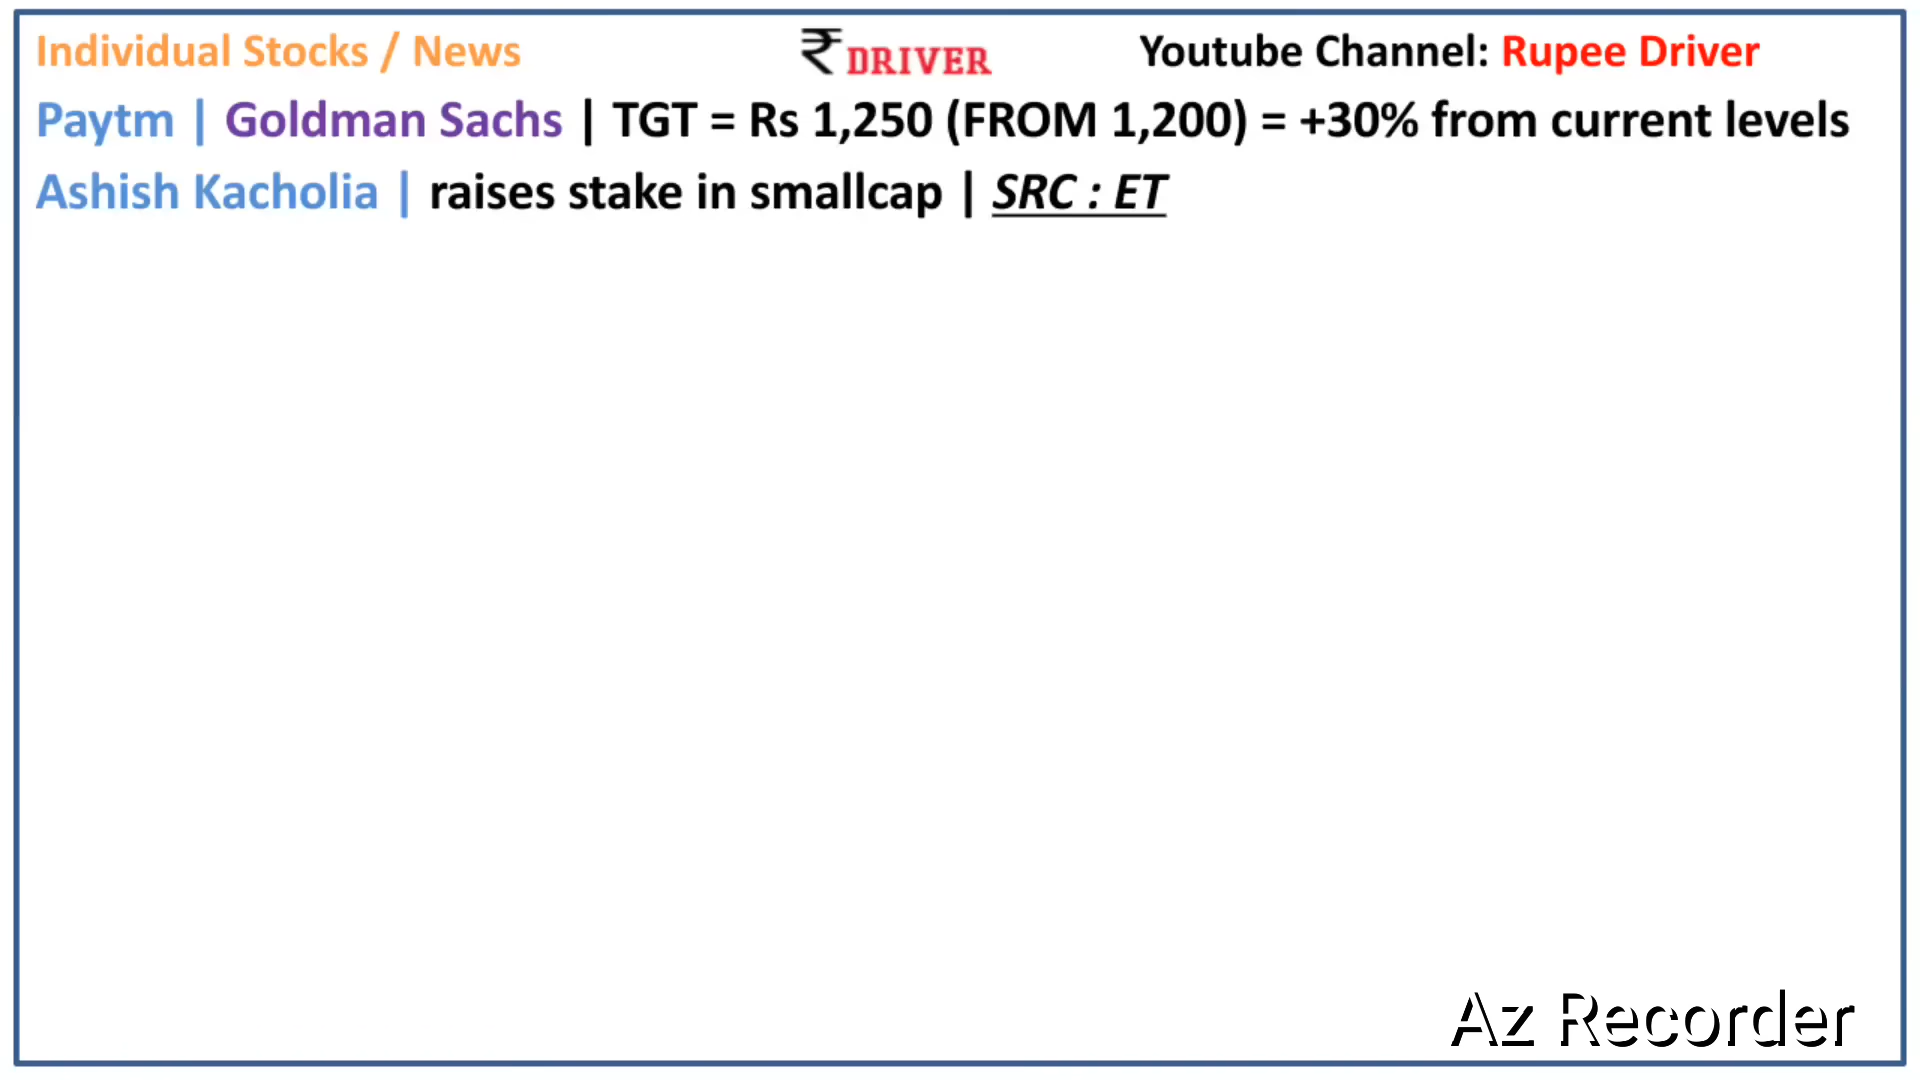 Individual Stocks / News ₹ DRIVER Youtube Channel: Rupee Driver
Paytm | Goldman Sachs | TGT = Rs 1,250 (FROM 1,200) = +30% from current levels
Ashish Kacholia | raises stake in smallcap | SRC : ET
Az Recorder